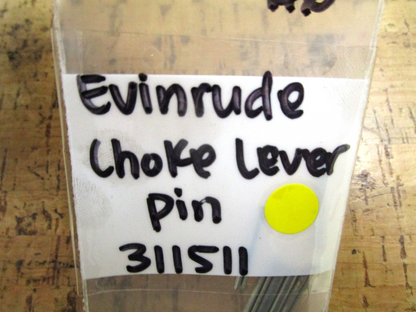 Evinrude
Choke Lever
Pin
311511